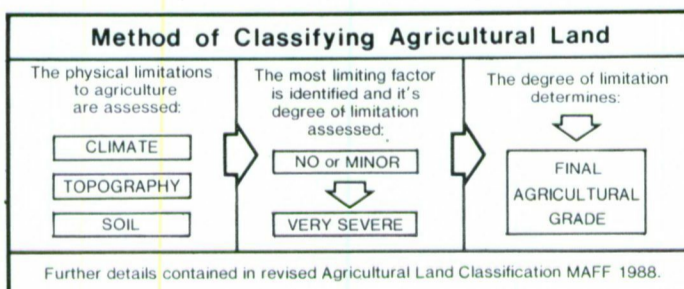 Method of Classifying Agricultural Land
The physical limitations
to agriculture
are assessed:
CLIMATE
TOPOGRAPHY
SOIL
The most limiting factor
is identified and it's
degree of limitation
assessed:
NO or MINOR
VERY SEVERE
The degree of limitation
determines:
FINAL
AGRICULTURAL
GRADE
Further details contained in revised Agricultural Land Classification MAFF 1988.